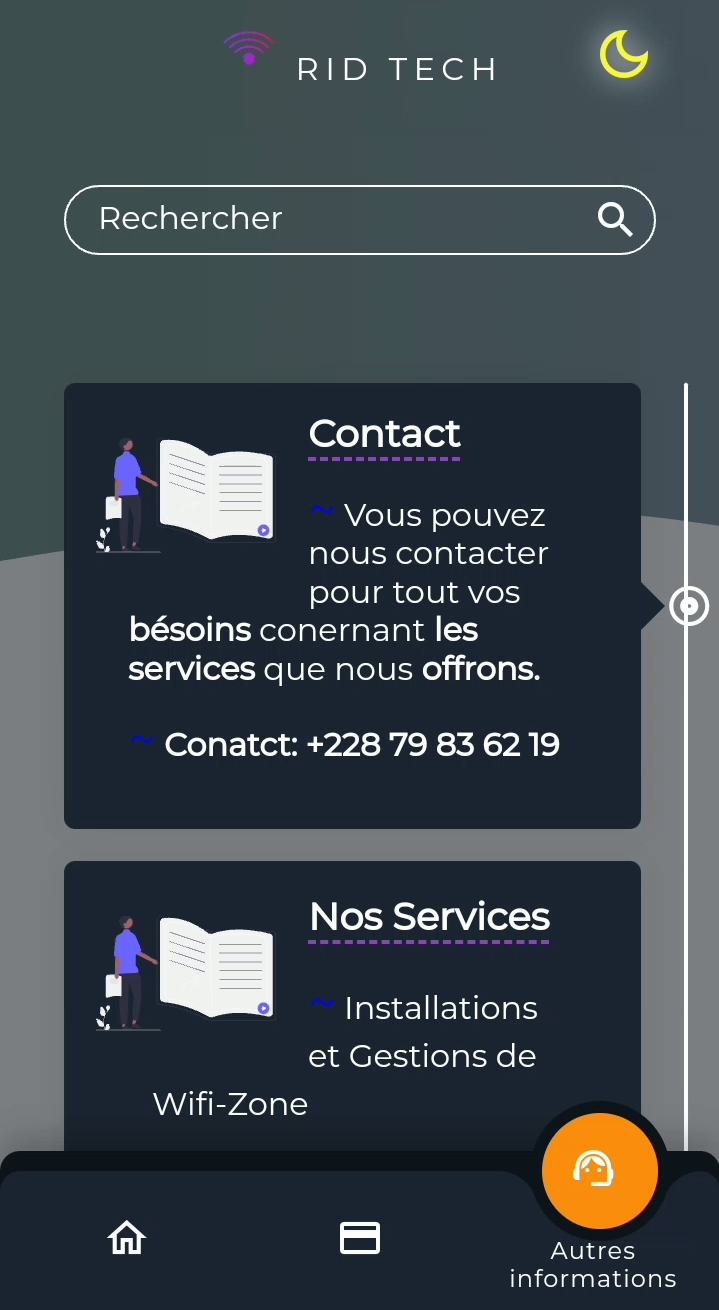 RID TECH
Rechercher
Contact
~ Vous pouvez
nous contacter
pour tout vos
bésoins conernant les
services que nous offrons.
~ Conatct: +228 79 83 62 19
Nos Services
~ Installations
et Gestions de
Wifi-Zone
Autres
informations